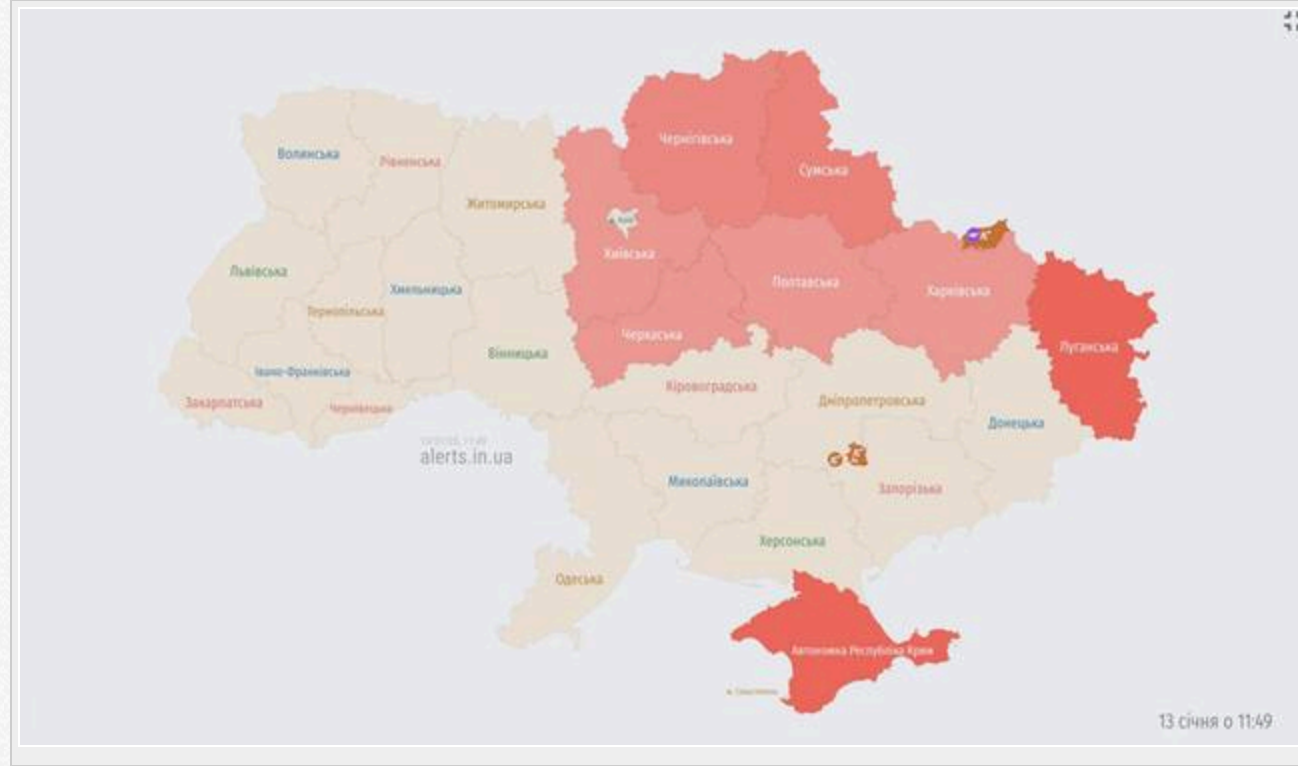 Чернігівська
Волинська
Рівненська
Сумська
Житомирська
Київська
Львівська
Полтавська
Хмельницька
Харківська
Тернопільська
Черкаська
Луганська
Вінницька
Івано-Франківська
Кіровоградська
Закарпатська
Дніпропетровська
Чернівецька
Донецька
alerts.in.ua
Миколаївська
Запорізька
Херсонська
Одеська
Автономна Республіка Крим
13 січня о 11:49